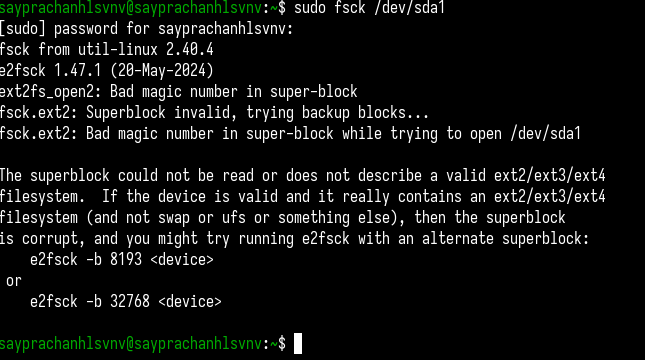 sayprachanhlsvnv@sayprachanhlsvnv:~$ sudo fsck /dev/sda1
[sudo] password for sayprachanhlsvnv:
fsck from util-linux 2.40.4
e2fsck 1.47.1 (20-May-2024)
ext2fs_open2: Bad magic number in super-block
fsck.ext2: Superblock invalid, trying backup blocks...
fsck.ext2: Bad magic number in super-block while trying to open /dev/sda1

The superblock could not be read or does not describe a valid ext2/ext3/ext4
filesystem.  If the device is valid and it really contains an ext2/ext3/ext4
filesystem (and not swap or ufs or something else), then the superblock
is corrupt, and you might try running e2fsck with an alternate superblock:
    e2fsck -b 8193 <device>
 or
    e2fsck -b 32768 <device>

sayprachanhlsvnv@sayprachanhlsvnv:~$